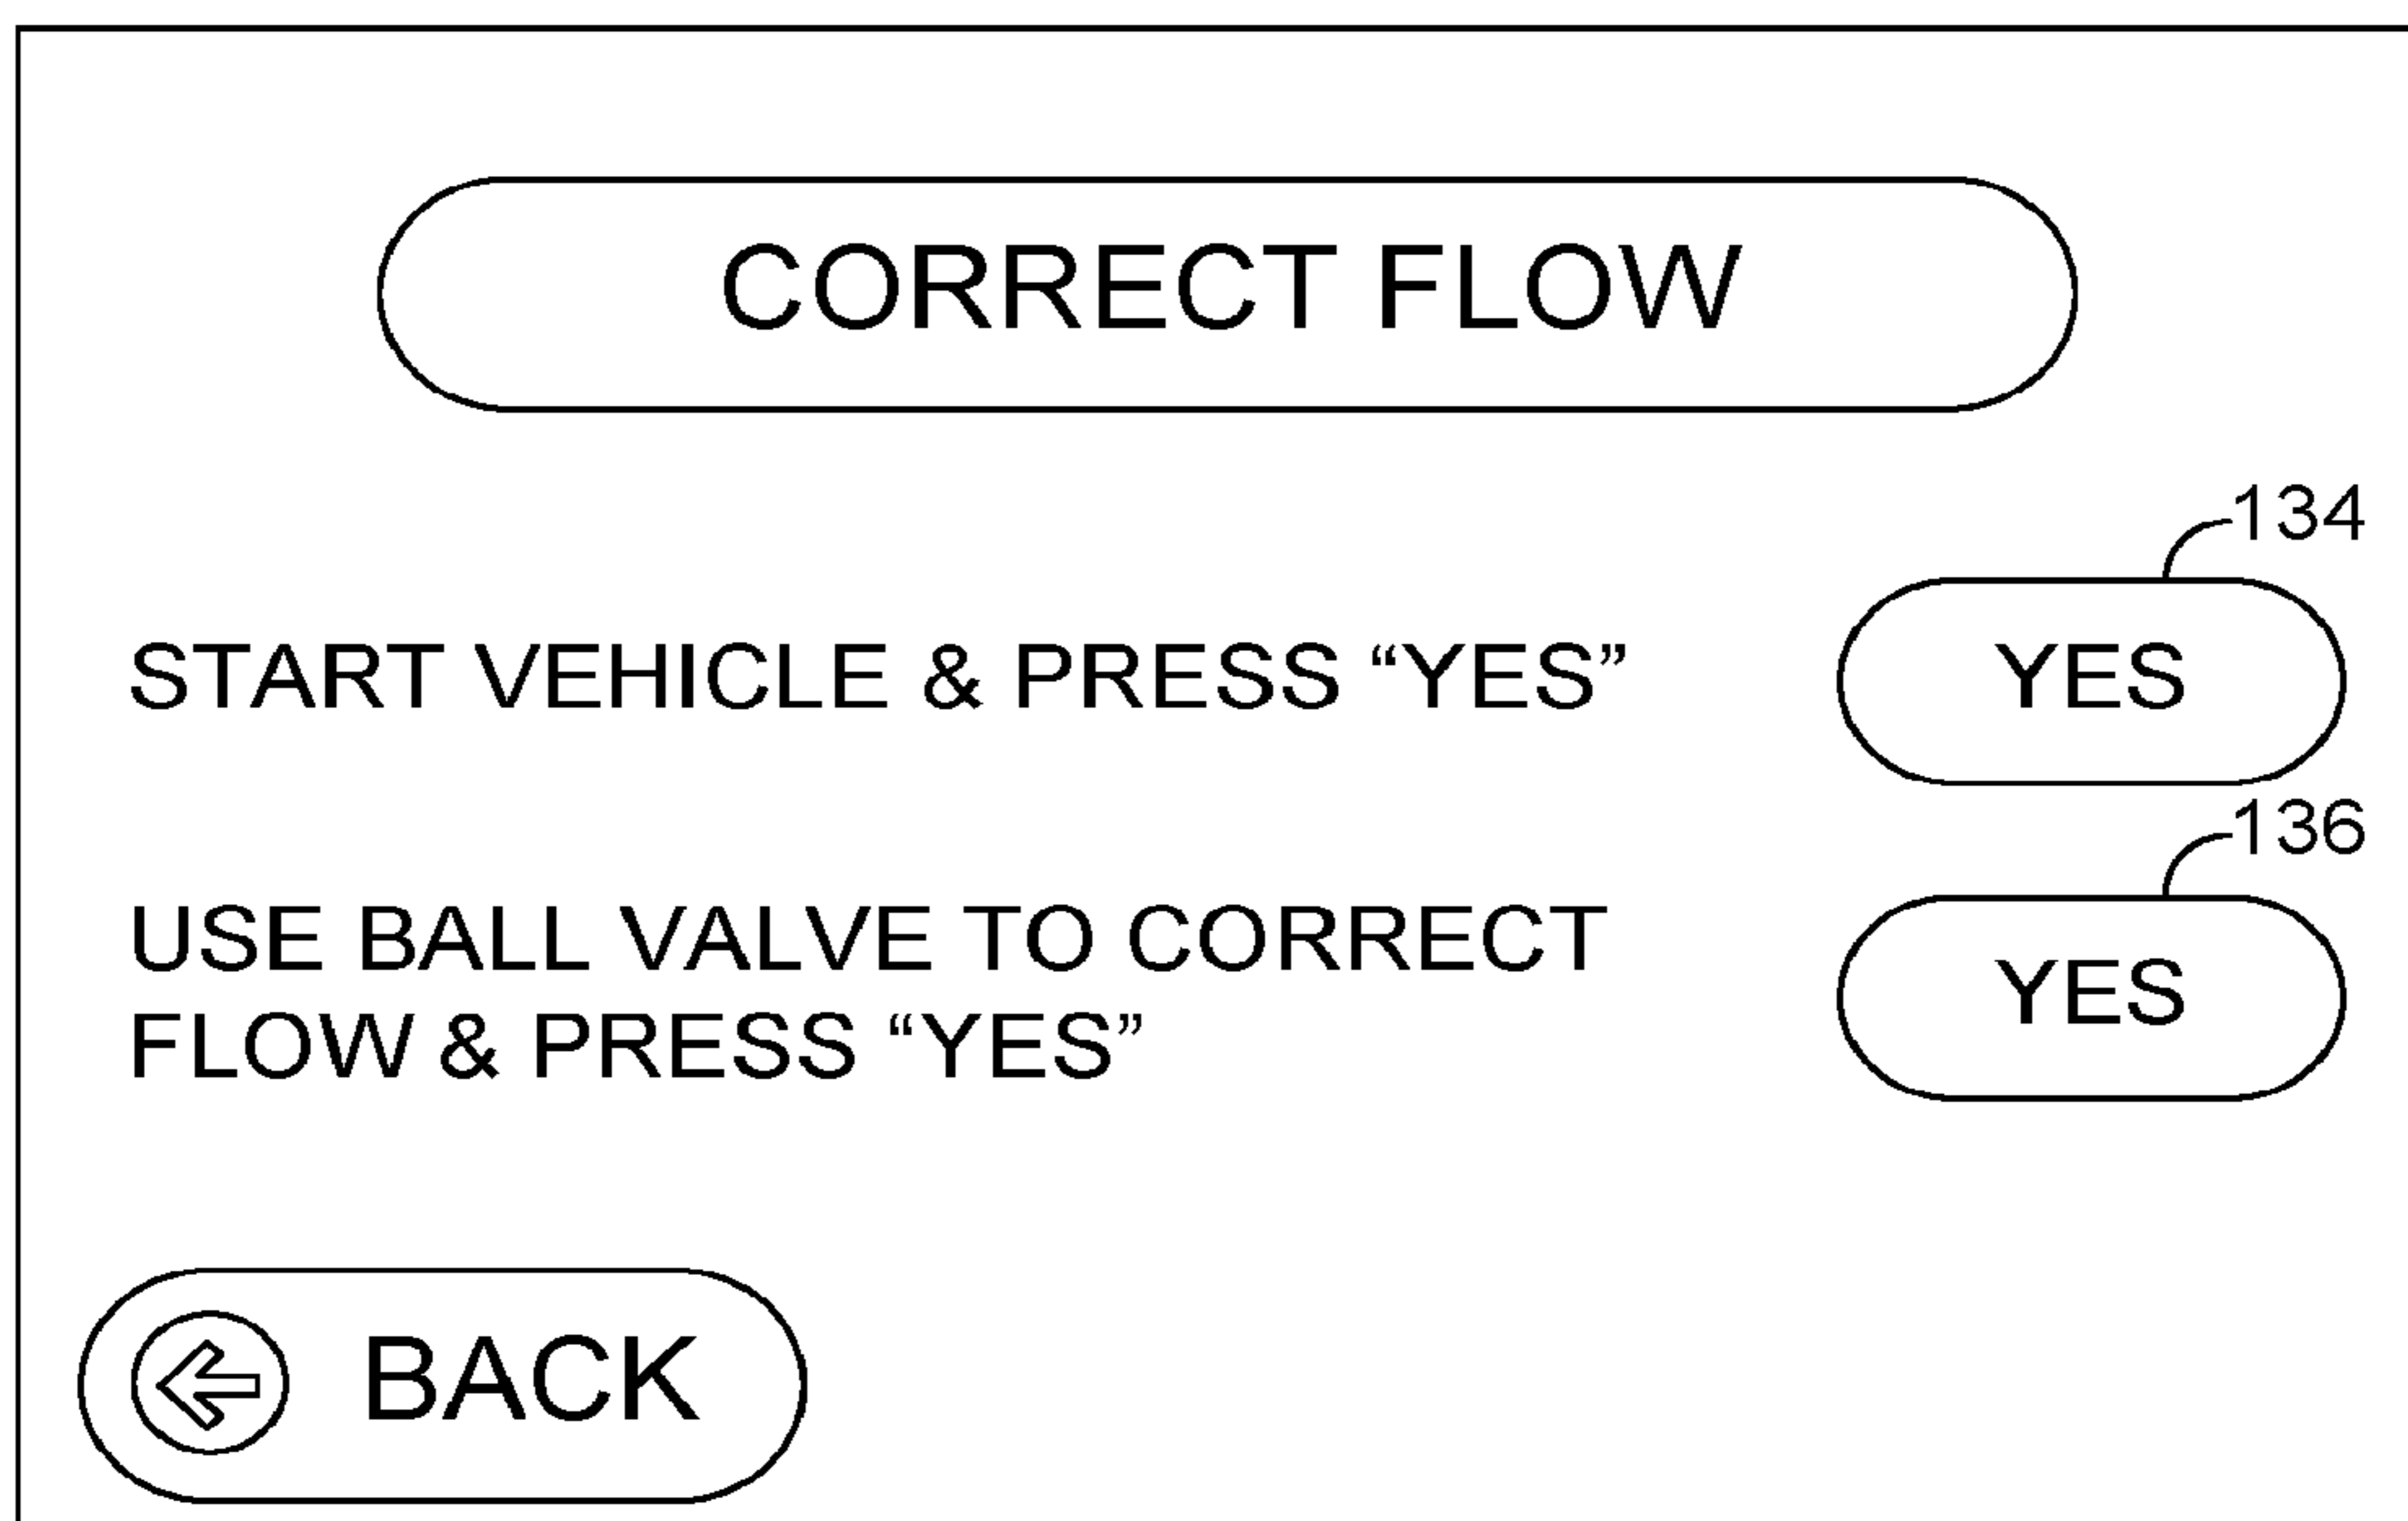 CORRECT FLOW
134
START VEHICLE & PRESS “YES”
YES
136
USE BALL VALVE TO CORRECT
FLOW & PRESS “YES”
YES
BACK